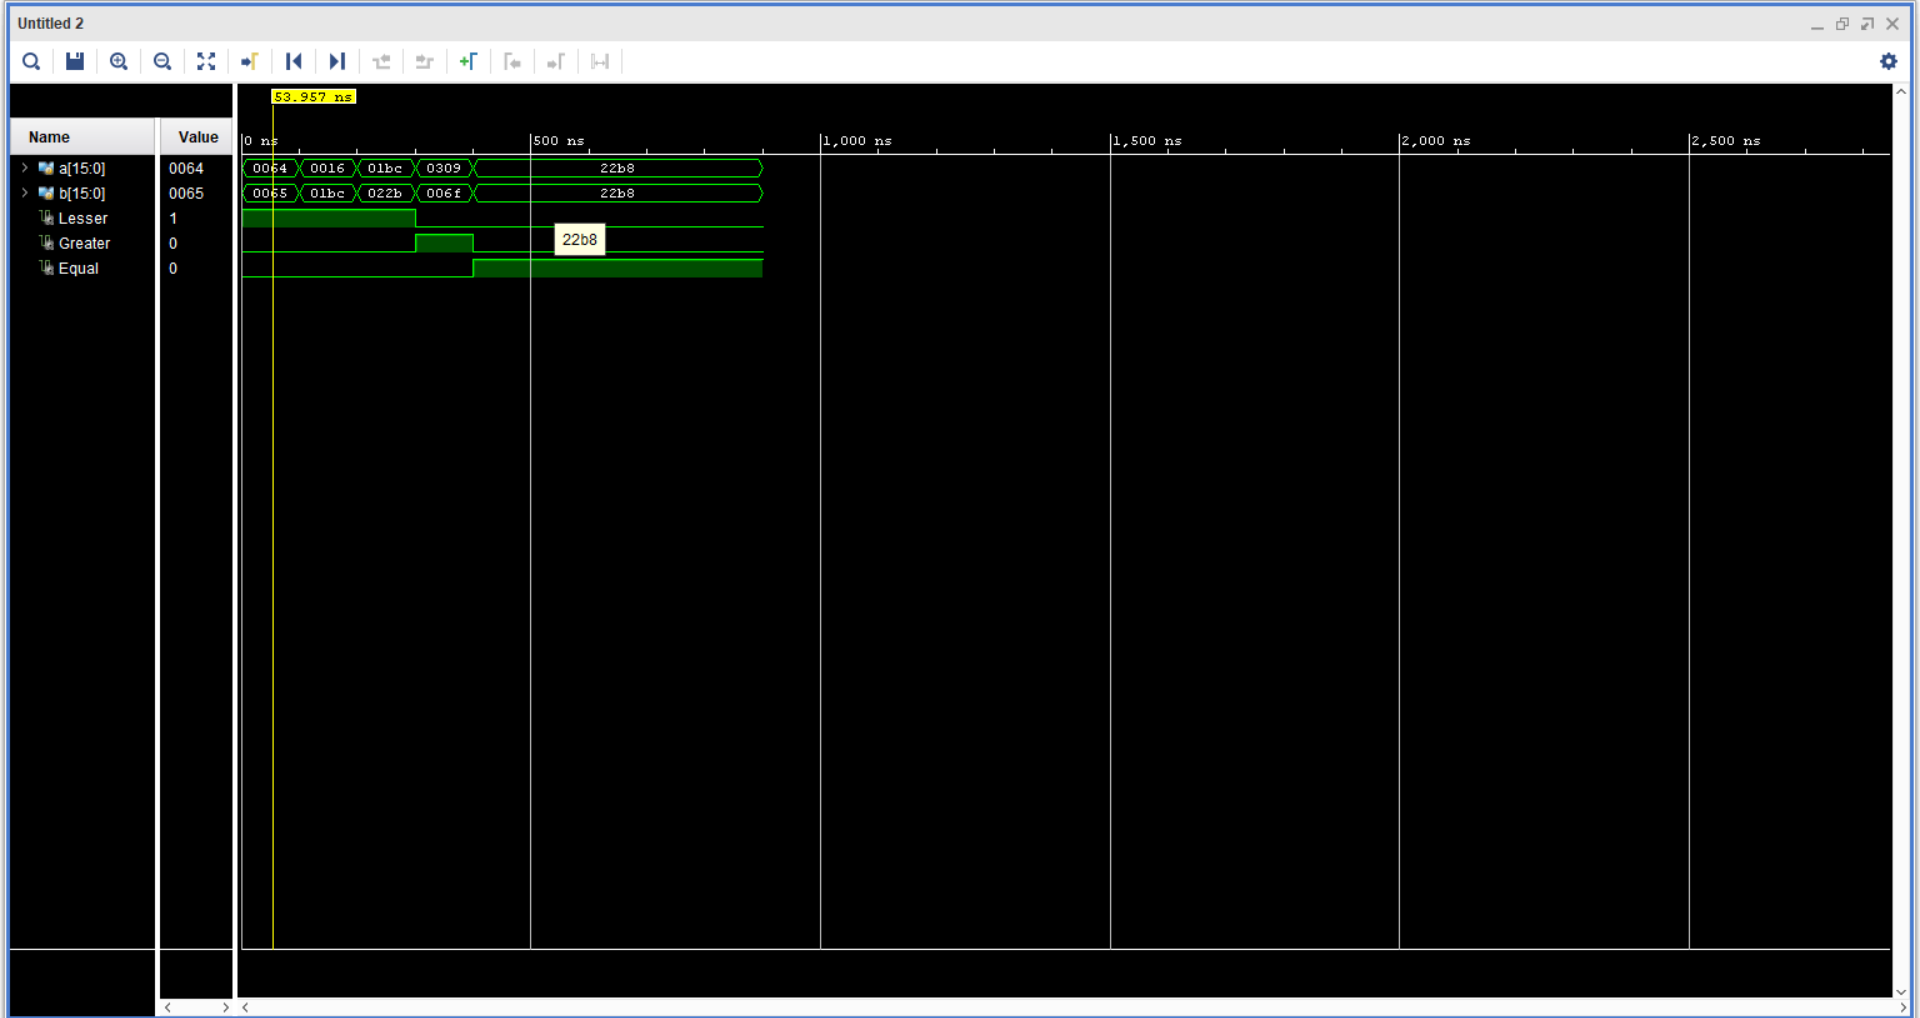 Untitled 2
53.957 ns
Name Value 0 ns 500 ns 1,000 ns 1,500 ns 2,000 ns 2,500 ns
a[15:0] 0064 0064 0016 01bc 0309 22b8
b[15:0] 0065 0065 01bc 022b 006f 22b8
Lesser 1
Greater 0 22b8
Equal 0